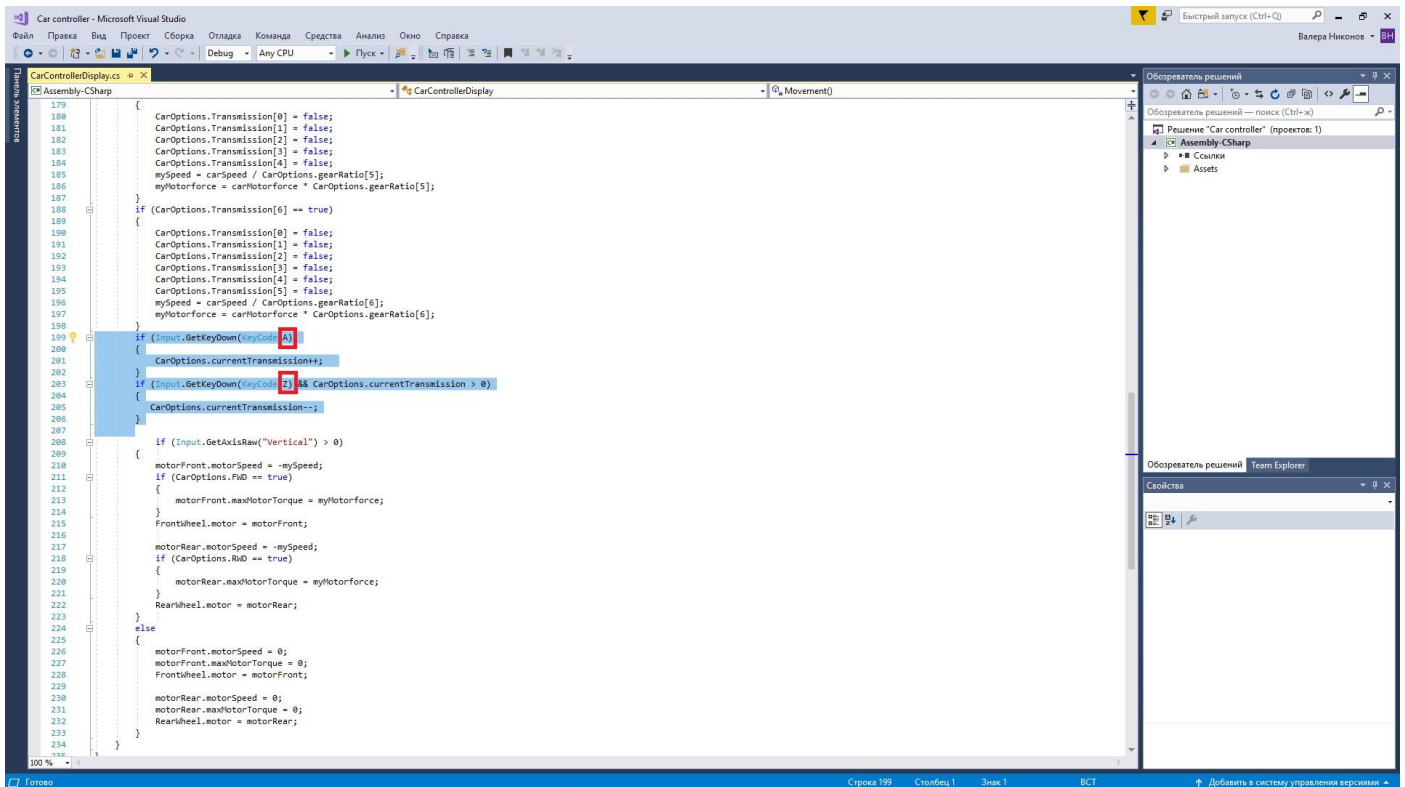 Car controller - Microsoft Visual Studio
Быстрый запуск (Ctrl+Q)
Файл Правка Вид Проект Сборка Отладка Команда Средства Анализ Окно Справка
Валера Никонов ВН
Debug Any CPU Пуск
Панель элементов
CarControllerDisplay.cs
Assembly-CSharp CarControllerDisplay Movement()
179 {
180 CarOptions.Transmission[0] = false;
181 CarOptions.Transmission[1] = false;
182 CarOptions.Transmission[2] = false;
183 CarOptions.Transmission[3] = false;
184 CarOptions.Transmission[4] = false;
185 mySpeed = carSpeed / CarOptions.gearRatio[5];
186 myMotorforce = carMotorforce * CarOptions.gearRatio[5];
187 }
188 if (CarOptions.Transmission[6] == true)
189 {
190 CarOptions.Transmission[0] = false;
191 CarOptions.Transmission[1] = false;
192 CarOptions.Transmission[2] = false;
193 CarOptions.Transmission[3] = false;
194 CarOptions.Transmission[4] = false;
195 CarOptions.Transmission[5] = false;
196 mySpeed = carSpeed / CarOptions.gearRatio[6];
197 myMotorforce = carMotorforce * CarOptions.gearRatio[6];
198 }
199 if (Input.GetKeyDown(KeyCode A)
200 {
201 CarOptions.currentTransmission++;
202 }
203 if (Input.GetKeyDown(KeyCode Z) && CarOptions.currentTransmission > 0)
204 {
205 CarOptions.currentTransmission--;
206 }
207
208 if (Input.GetAxisRaw("Vertical") > 0)
209 {
210 motorFront.motorSpeed = -mySpeed;
211 if (CarOptions.FWD == true)
212 {
213 motorFront.maxMotorTorque = myMotorforce;
214 }
215 FrontWheel.motor = motorFront;
216
217 motorRear.motorSpeed = -mySpeed;
218 if (CarOptions.RWD == true)
219 {
220 motorRear.maxMotorTorque = myMotorforce;
221 }
222 RearWheel.motor = motorRear;
223 }
224 else
225 {
226 motorFront.motorSpeed = 0;
227 motorFront.maxMotorTorque = 0;
228 FrontWheel.motor = motorFront;
229
230 motorRear.motorSpeed = 0;
231 motorRear.maxMotorTorque = 0;
232 RearWheel.motor = motorRear;
233 }
234 }
100 %
Обозреватель решений
Обозреватель решений — поиск (Ctrl+ж)
Решение "Car controller" (проектов: 1)
Assembly-CSharp
Ссылки
Assets
Обозреватель решений Team Explorer
Свойства
Готово Строка 199 Столбец 1 Знак 1 ВСТ Добавить в систему управления версиями